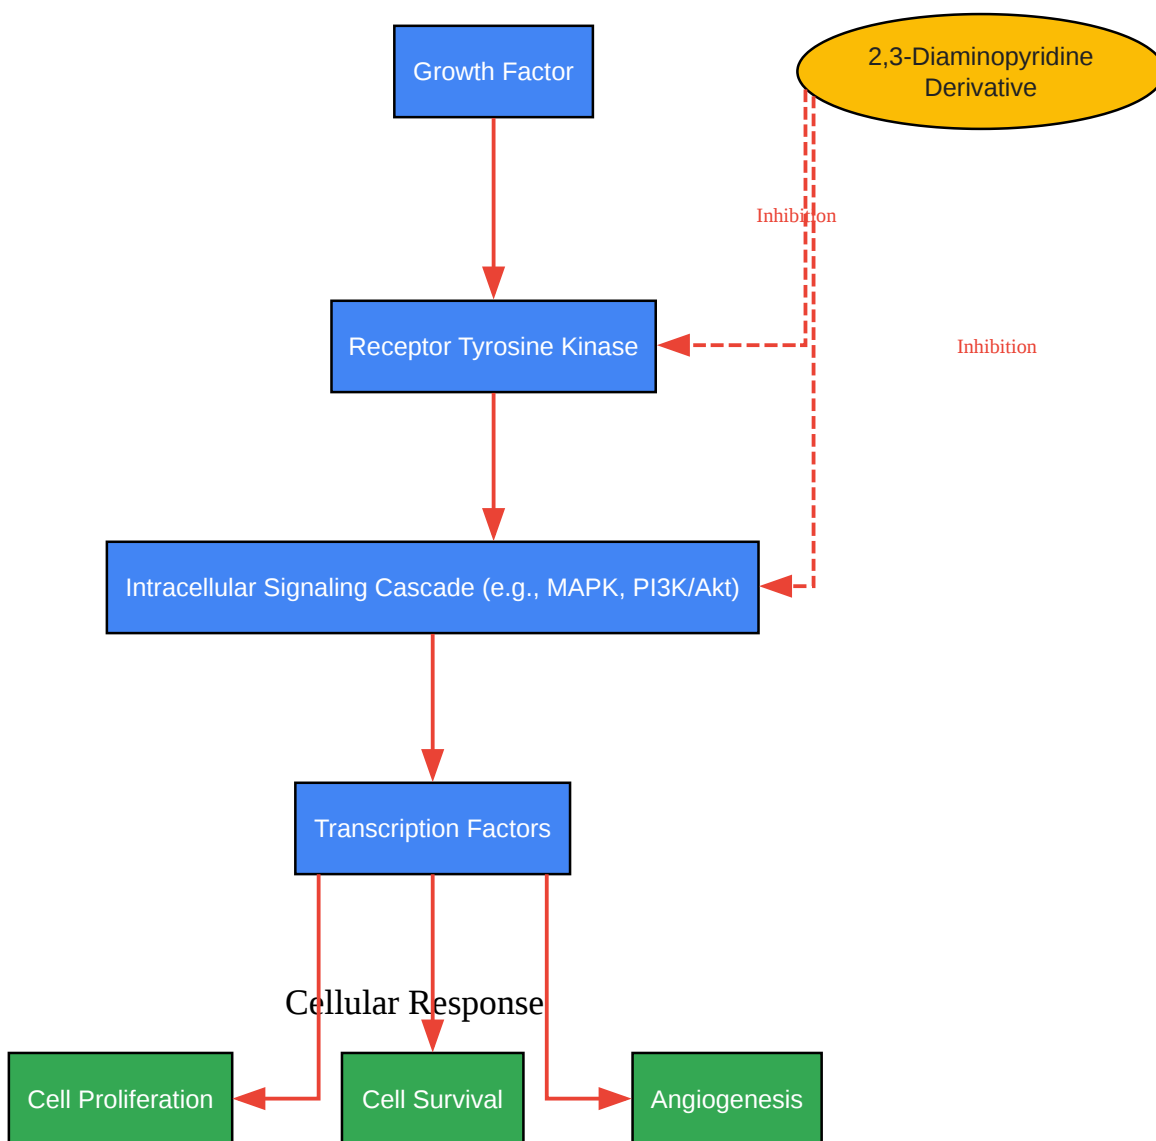 Growth Factor
2,3-Diaminopyridine
Derivative
Inhibition
Receptor Tyrosine Kinase
Inhibition
Intracellular Signaling Cascade (e.g., MAPK, PI3K/Akt)
Transcription Factors
Cellular Response
Cell Proliferation
Cell Survival
Angiogenesis